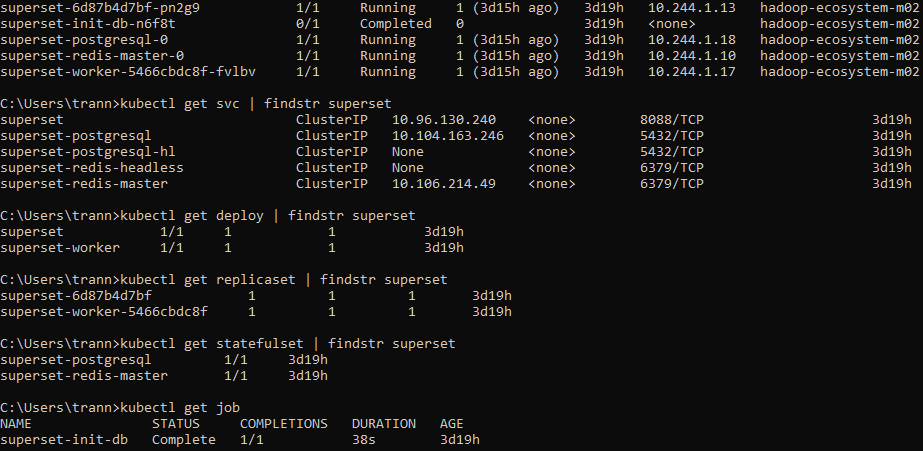 superset-6d87b4d7bf-pn2g9 1/1 Running 1 (3d15h ago) 3d19h 10.244.1.13 hadoop-ecosystem-m02
superset-init-db-n6f8t 0/1 Completed 0 3d19h <none> hadoop-ecosystem-m02
superset-postgresql-0 1/1 Running 1 (3d15h ago) 3d19h 10.244.1.18 hadoop-ecosystem-m02
superset-redis-master-0 1/1 Running 1 (3d15h ago) 3d19h 10.244.1.10 hadoop-ecosystem-m02
superset-worker-5466cbdc8f-fvlbv 1/1 Running 1 (3d15h ago) 3d19h 10.244.1.17 hadoop-ecosystem-m02
C:\Users\trann>kubectl get svc | findstr superset
superset ClusterIP 10.96.130.240 <none> 8088/TCP 3d19h
superset-postgresql ClusterIP 10.104.163.246 <none> 5432/TCP 3d19h
superset-postgresql-hl ClusterIP None <none> 5432/TCP 3d19h
superset-redis-headless ClusterIP None <none> 6379/TCP 3d19h
superset-redis-master ClusterIP 10.106.214.49 <none> 6379/TCP 3d19h
C:\Users\trann>kubectl get deploy | findstr superset
superset 1/1 1 1 3d19h
superset-worker 1/1 1 1 3d19h
C:\Users\trann>kubectl get replicaset | findstr superset
superset-6d87b4d7bf 1 1 1 3d19h
superset-worker-5466cbdc8f 1 1 1 3d19h
C:\Users\trann>kubectl get statefulset | findstr superset
superset-postgresql 1/1 3d19h
superset-redis-master 1/1 3d19h
C:\Users\trann>kubectl get job
NAME STATUS COMPLETIONS DURATION AGE
superset-init-db Complete 1/1 38s 3d19h